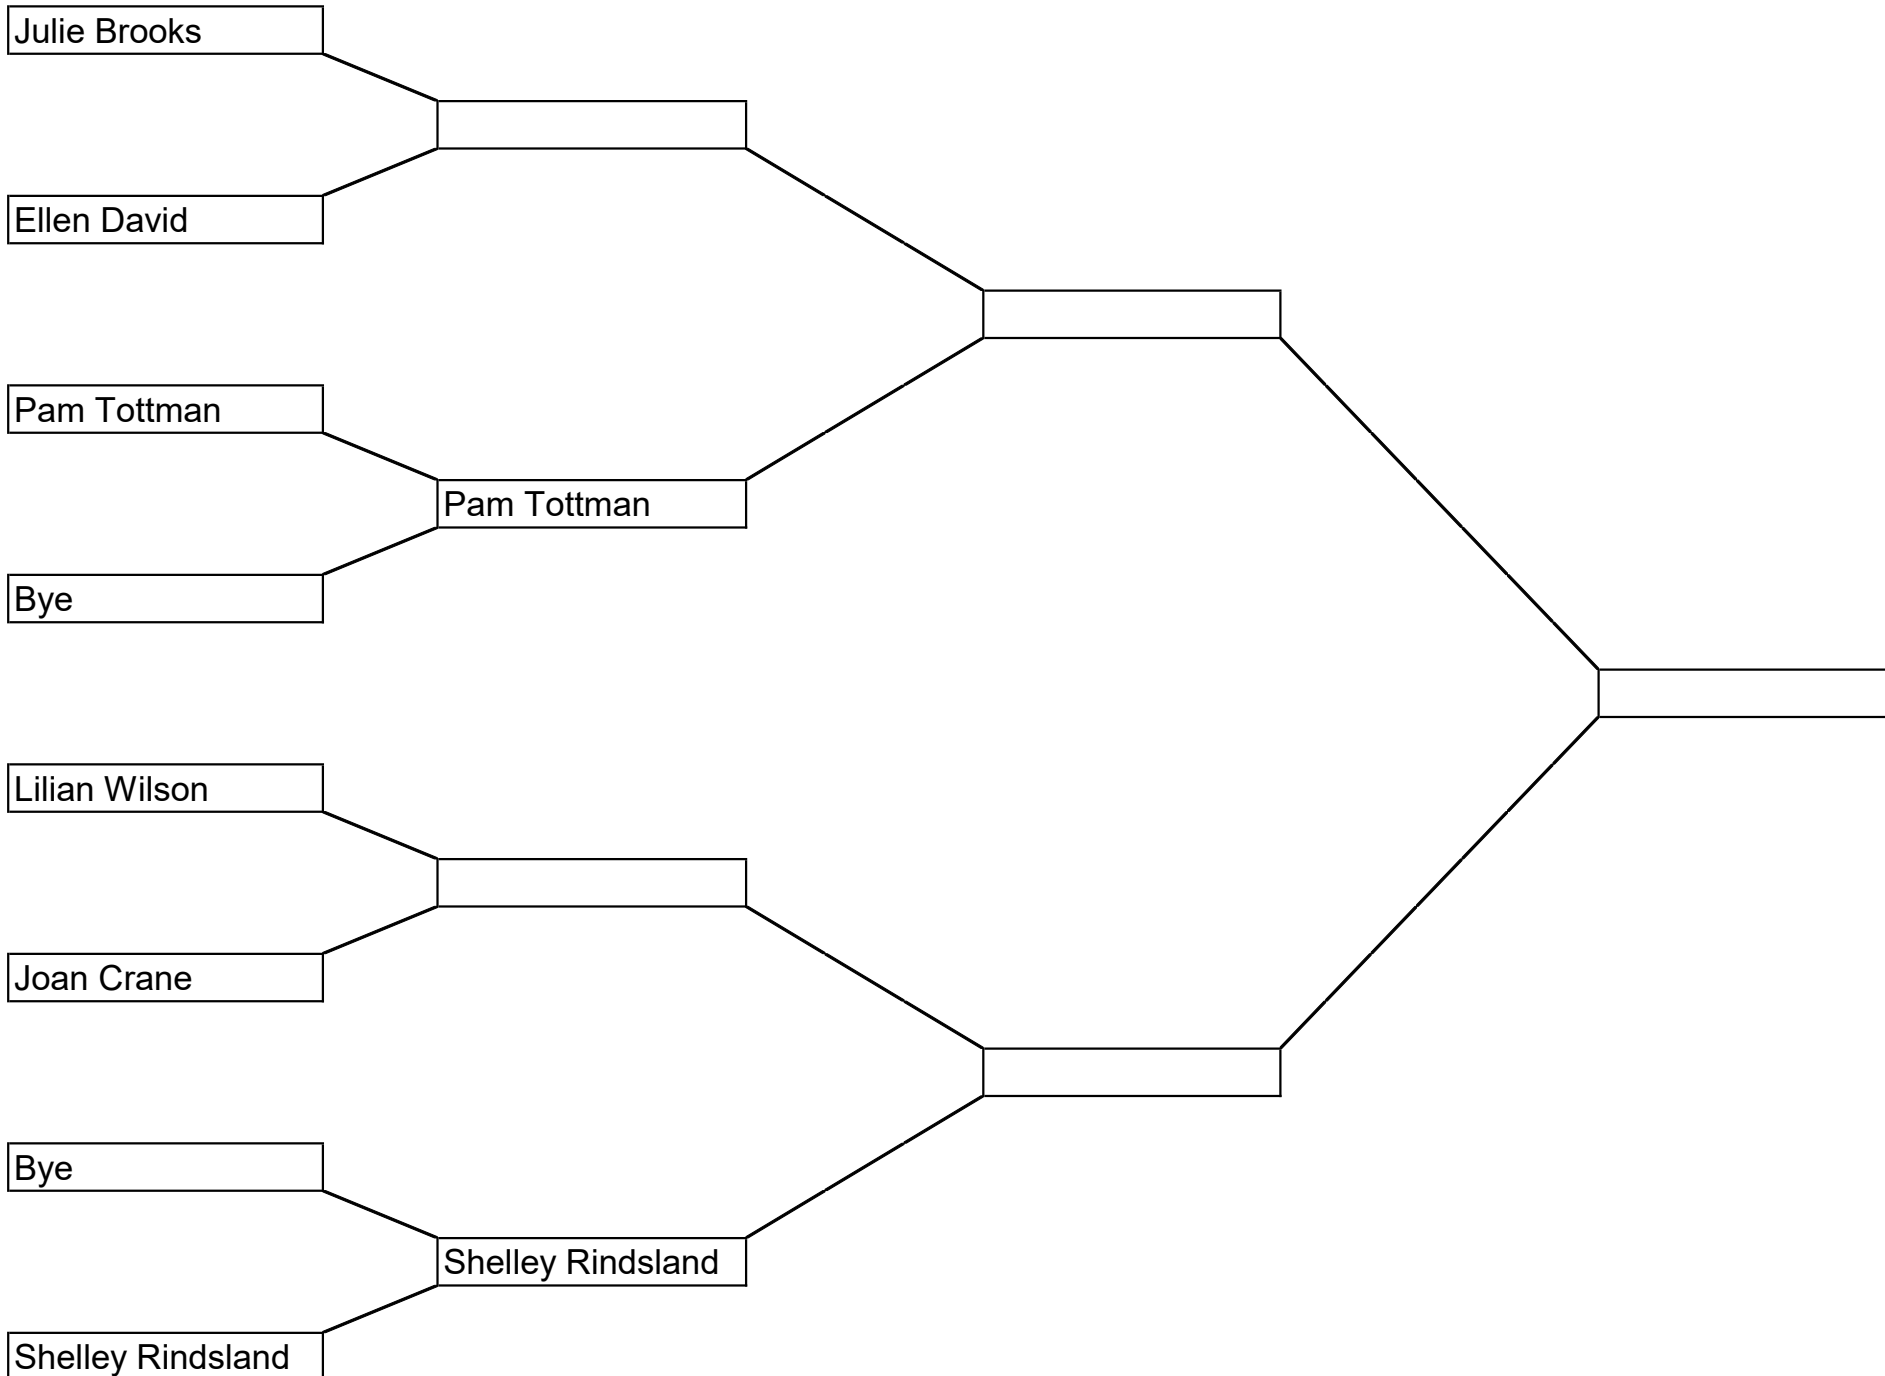 Julie Brooks
Ellen David
Pam Tottman
Pam Tottman
Bye
Lilian Wilson
Joan Crane
Bye
Shelley Rindsland
Shelley Rindsland